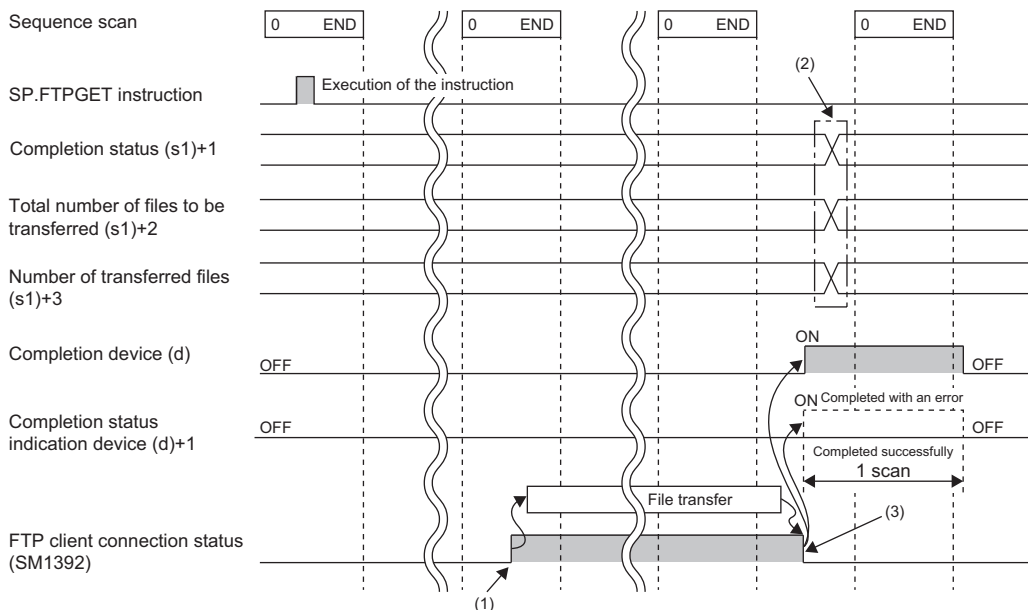 Sequence scan
0 END
0 END
0 END
0 END
(2)
SP.FTPGET instruction
Execution of the instruction
Completion status (s1)+1
Total number of files to be
transferred (s1)+2
Number of transferred files
(s1)+3
Completion device (d)
OFF
ON
OFF
Completion status
indication device (d)+1
OFF
ON
Completed with an error
OFF
Completed successfully
1 scan
File transfer
(3)
FTP client connection status
(SM1392)
(1)